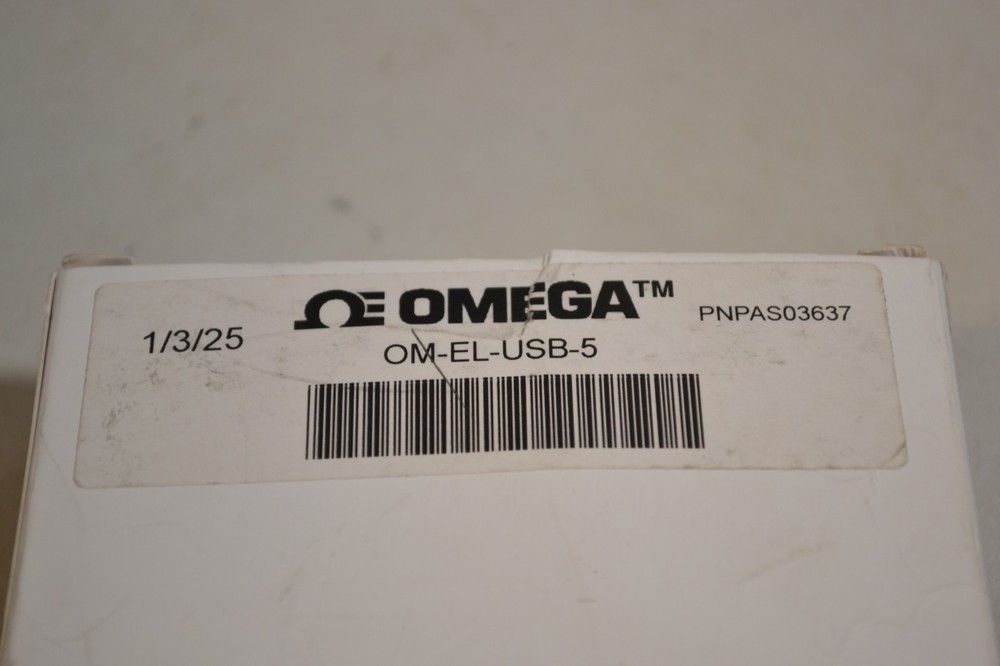 OMEGA™
1/3/25
PNPAS03637
OM-EL-USB-5